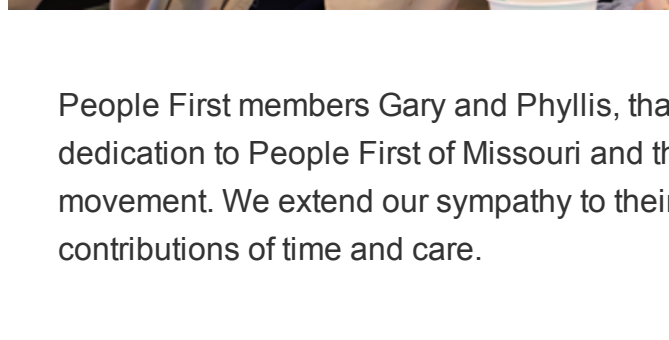 People First members Gary and Phyllis,
dedication to People First of Missouri and
movement. We extend our sympathy to
contributions of time and care.